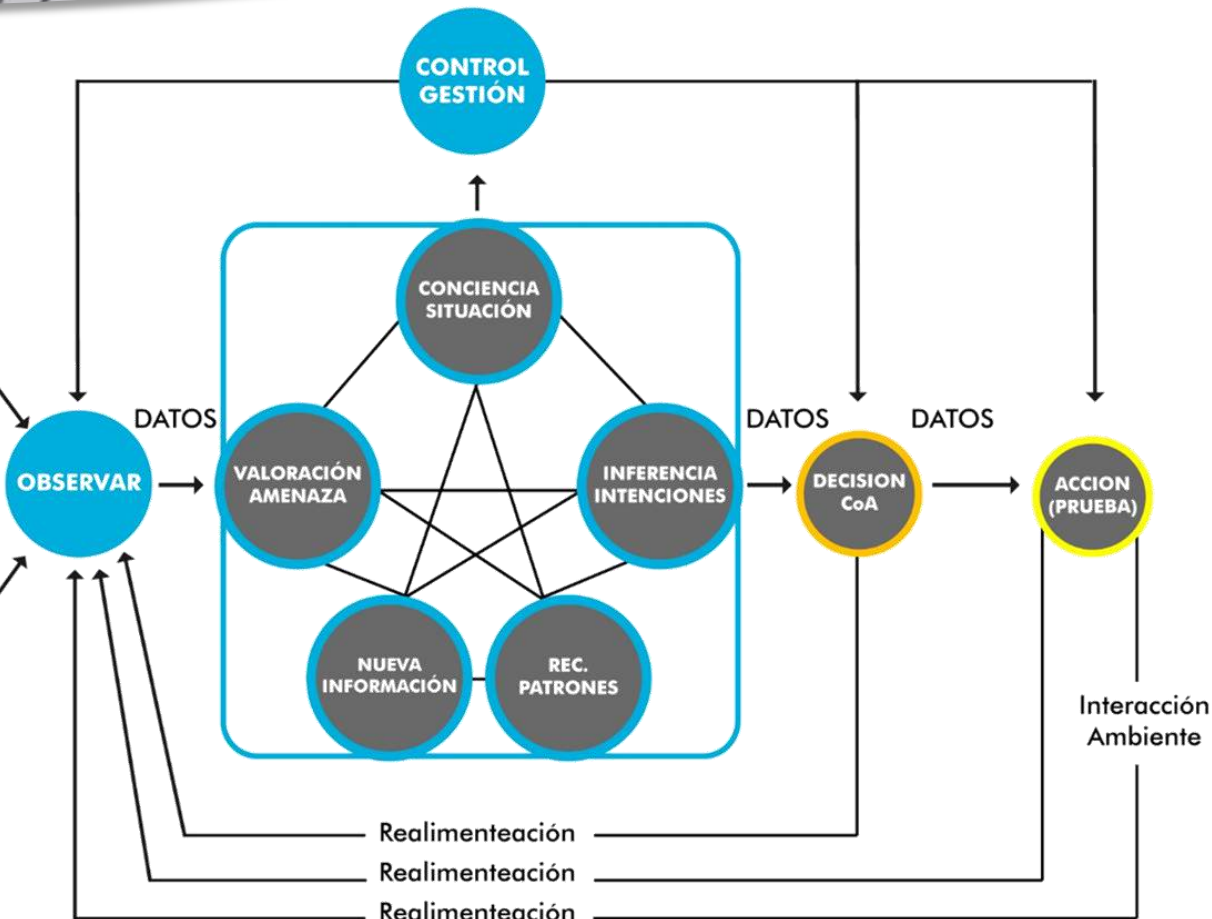 CONTROL
GESTIÓN
CONCIENCIA
SITUACIÓN
DATOS
DATOS
DATOS
OBSERVAR
VALORACIÓN
AMENAZA
INFERENCIA
INTENCIONES
DECISION
CoA
ACCION
(PRUEBA)
NUEVA
INFORMACIÓN
REC.
PATRONES
Interacción
Ambiente
Realimenteación
Realimenteación
Realimenteación